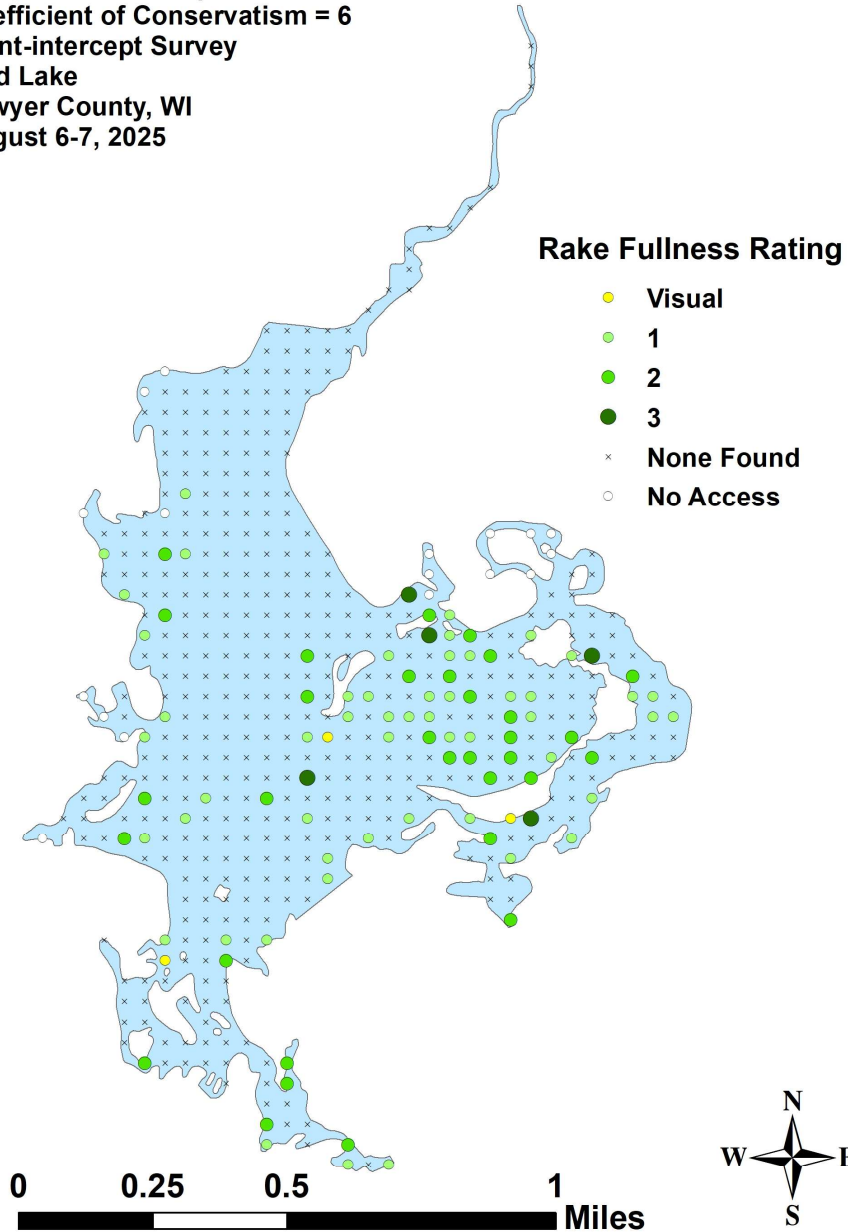 efficient of Conservatism = 6
nt-intercept Survey
d Lake
wyer County, WI
gust 6-7, 2025
Rake Fullness Rating
Visual
1
2
3
None Found
No Access
N
W E
S
0 0.25 0.5 1
Miles